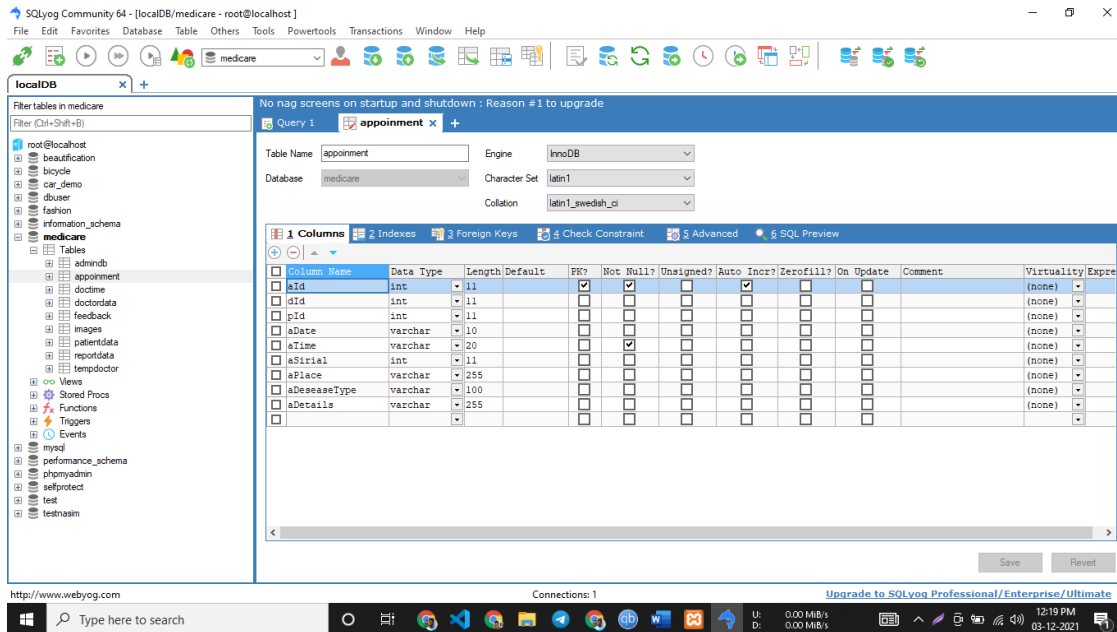 SQLyog Community 64 - [localDB/medicare - root@localhost ]
File Edit Favorites Database Table Others Tools Powertools Transactions Window Help
medicare
localDB
Filter tables in medicare
Filter (Ctrl+Shift+B)
root@localhost
beautification
bicycle
car_demo
dbuser
fashion
information_schema
medicare
Tables
admindb
appoinment
doctime
doctordata
feedback
images
patientdata
reportdata
tempdoctor
Views
Stored Procs
Functions
Triggers
Events
mysql
performance_schema
phpmyadmin
selfprotect
test
testnasim
No nag screens on startup and shutdown : Reason #1 to upgrade
Query 1 appoinment
Table Name appoinment Engine InnoDB
Database medicare Character Set latin1
Collation latin1_swedish_ci
1 Columns 2 Indexes 3 Foreign Keys 4 Check Constraint 5 Advanced 6 SQL Preview
Column Name Data Type Length Default PK? Not Null? Unsigned? Auto Incr? Zerofill? On Update Comment Virtuality Expre
aId int 11 (none)
dId int 11 (none)
pId int 11 (none)
aDate varchar 10 (none)
aTime varchar 20 (none)
aSirial int 11 (none)
aPlace varchar 255 (none)
aDeseaseType varchar 100 (none)
aDetails varchar 255 (none)
Save Revert
http://www.webyog.com Connections: 1 Upgrade to SQLyog Professional/Enterprise/Ultimate
Type here to search
U: 0.00 MiB/s
D: 0.00 MiB/s
12:19 PM
03-12-2021